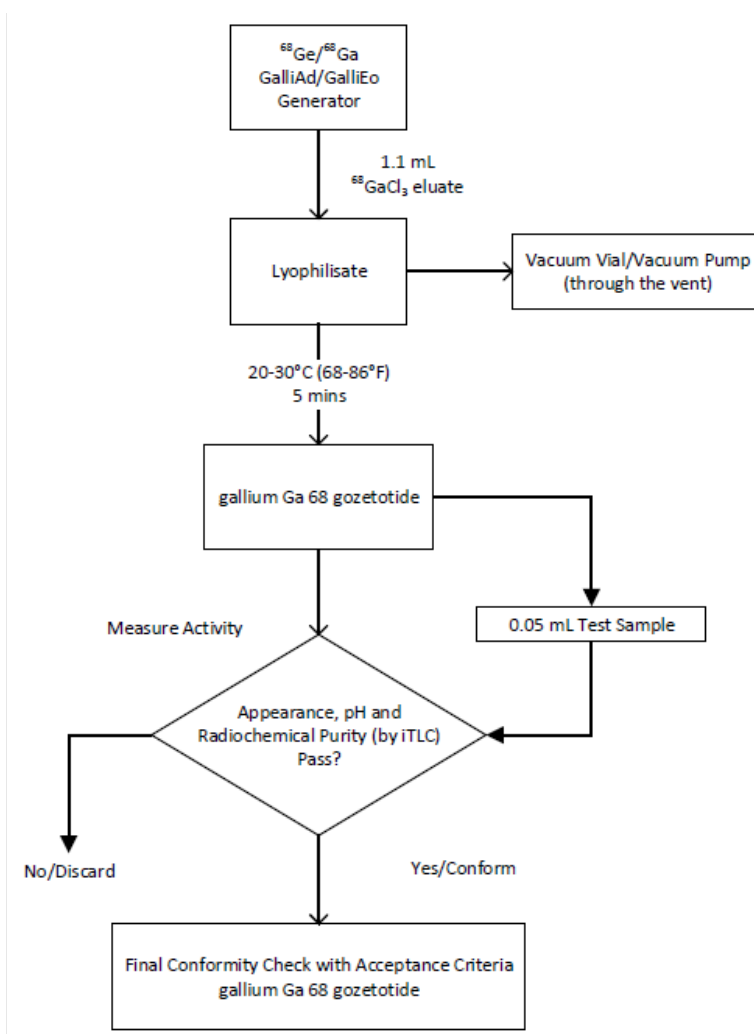 ⁶⁸Ge/⁶⁸Ga
GalliAd/GalliEo
Generator
1.1 mL
⁶⁸GaCl₃ eluate
Lyophilisate
Vacuum Vial/Vacuum Pump
(through the vent)
20-30°C (68-86°F)
5 mins
gallium Ga 68 gozetotide
Measure Activity
0.05 mL Test Sample
Appearance, pH and
Radiochemical Purity (by iTLC)
Pass?
No/Discard
Yes/Conform
Final Conformity Check with Acceptance Criteria
gallium Ga 68 gozetotide